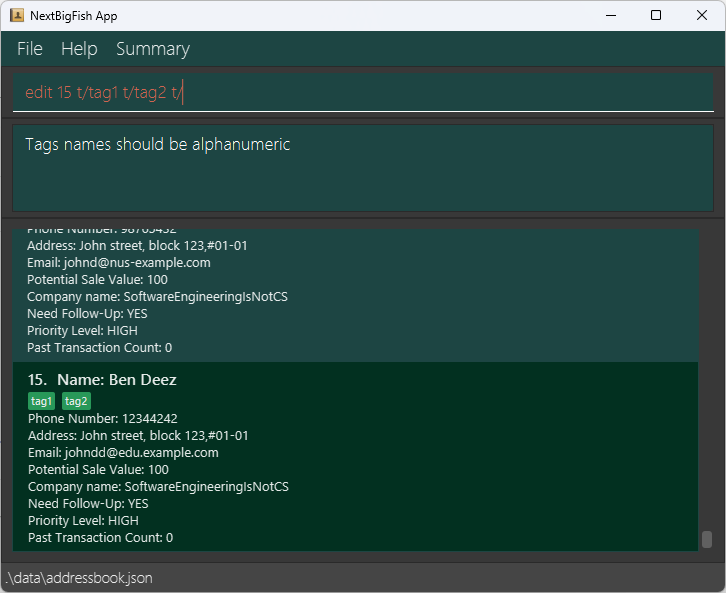 NextBigFish App
File Help Summary
edit 15 t/tag1 t/tag2 t/
Tags names should be alphanumeric
Phone Number: 98765432
Address: John street, block 123,#01-01
Email: johnd@nus-example.com
Potential Sale Value: 100
Company name: SoftwareEngineeringIsNotCS
Need Follow-Up: YES
Priority Level: HIGH
Past Transaction Count: 0
15. Name: Ben Deez
tag1 tag2
Phone Number: 12344242
Address: John street, block 123,#01-01
Email: johndd@edu.example.com
Potential Sale Value: 100
Company name: SoftwareEngineeringIsNotCS
Need Follow-Up: YES
Priority Level: HIGH
Past Transaction Count: 0
.\data\addressbook.json